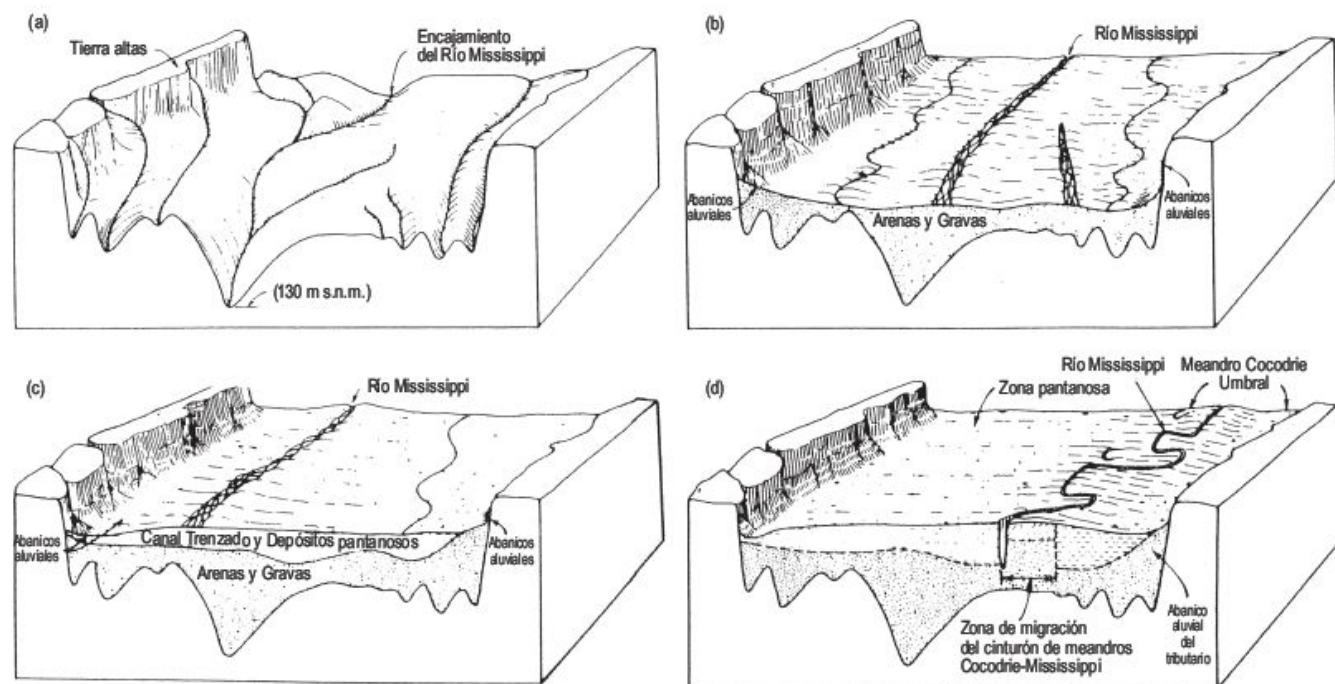 (a)
Tierra altas
Encajamiento
del Río Mississippi
(130 m s.n.m.)
(b)
Río Mississippi
Abanicos
aluviales
Arenas y Gravas
Abanicos
aluviales
(c)
Río Mississippi
Abanicos
aluviales
Canal Trenzado y Depósitos pantanosos
Arenas y Gravas
Abanicos
aluviales
(d)
Zona pantanosa
Río Mississippi
Meandro Cocodrie
Umbral
Zona de migración
del cinturón de meandros
Cocodrie-Mississippi
Abanico
aluvial
del
tributario